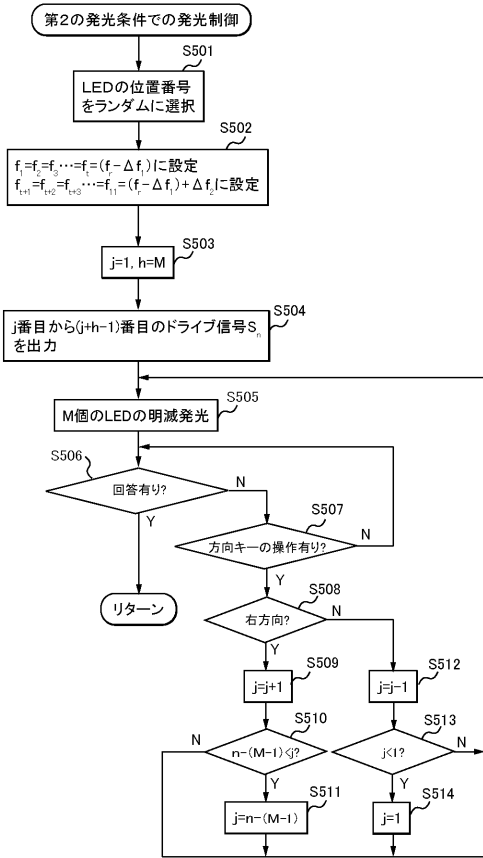 第２の発光条件での発光制御
S501
LEDの位置番号
をランダムに選択
S502
f1=f2=f3…=ft=(fr-Δf1)に設定
ft+1=ft+2=ft+3…=f11=(fr-Δf1)+Δf2に設定
S503
j=1, h=M
S504
j番目から(j+h-1)番目のドライブ信号Sn
を出力
S505
M個のLEDの明滅発光
S506
回答有り?
N
Y
S507
方向キーの操作有り?
N
Y
リターン
S508
右方向?
N
Y
S509
j=j+1
S512
j=j-1
S510
N
n-(M-1)<j?
Y
S513
j<1?
N
Y
S511
j=n-(M-1)
S514
j=1